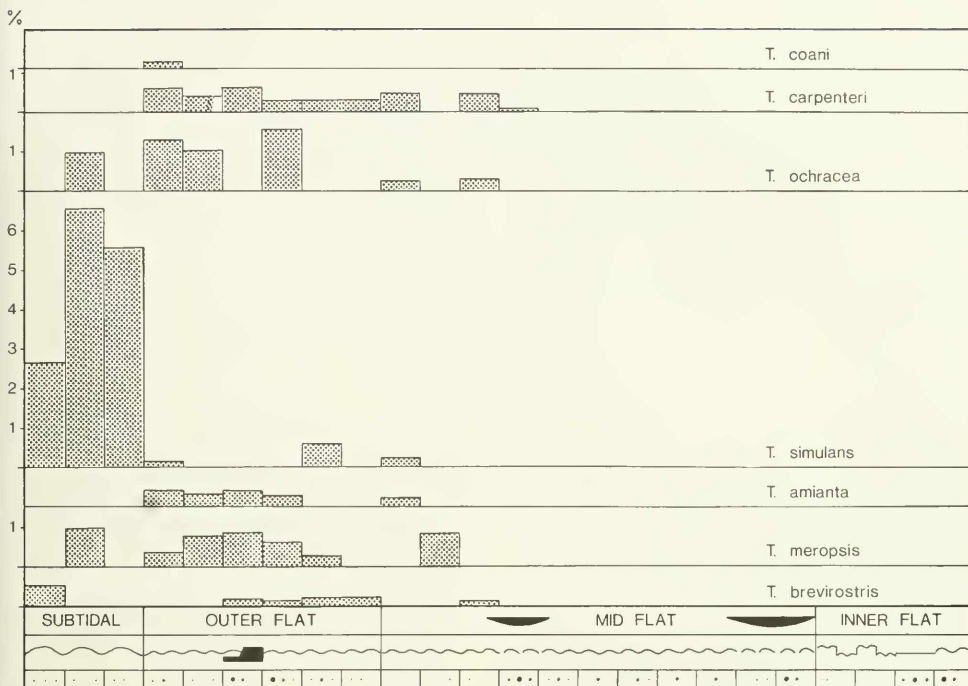 %
T. coani
1
T. carpenteri
1
T. ochracea
6
5
4
3
2
1
T. simulans
T. amianta
1
T. meropsis
T. brevirostris
SUBTIDAL OUTER FLAT MID FLAT INNER FLAT